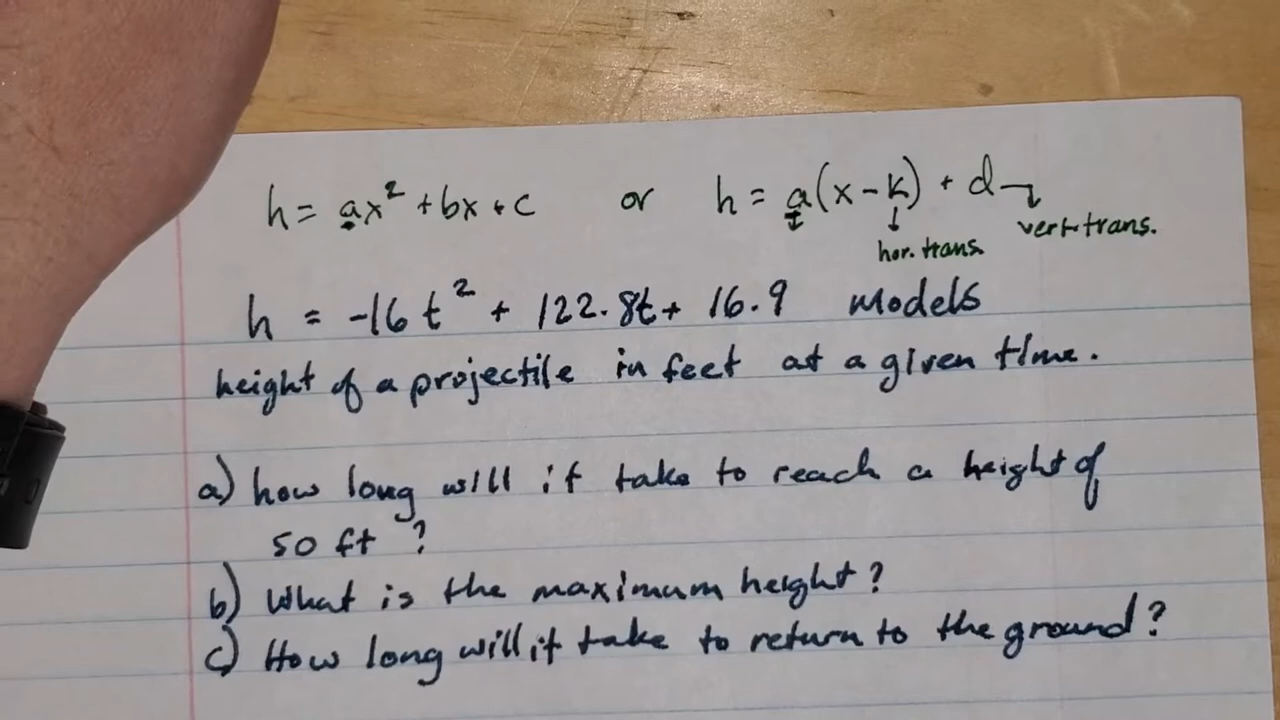 h = ax² + bx + c or h = a(x - k) + d
hor. trans. vert. trans.
h = -16t² + 122.8t + 16.9 models
height of a projectile in feet at a given time.
a) how long will it take to reach a height of
50 ft ?
b) What is the maximum height?
c) How long will it take to return to the ground?